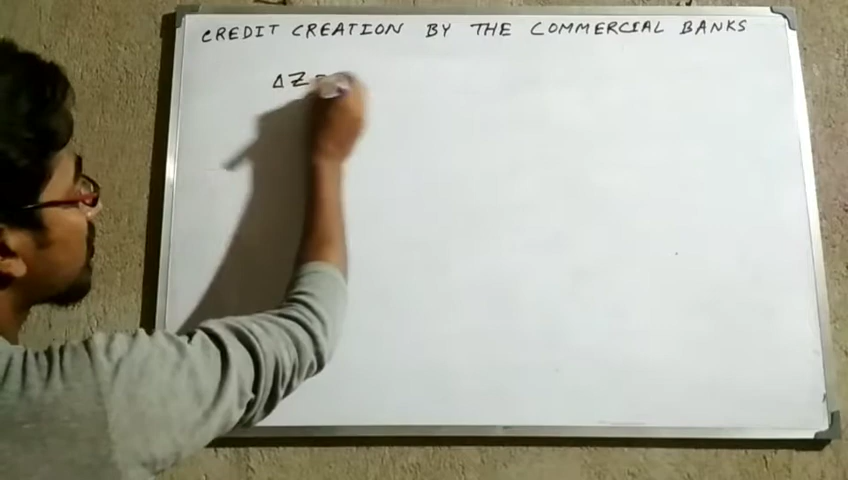 CREDIT CREATION BY THE COMMERCIAL BANKS
ΔZ =